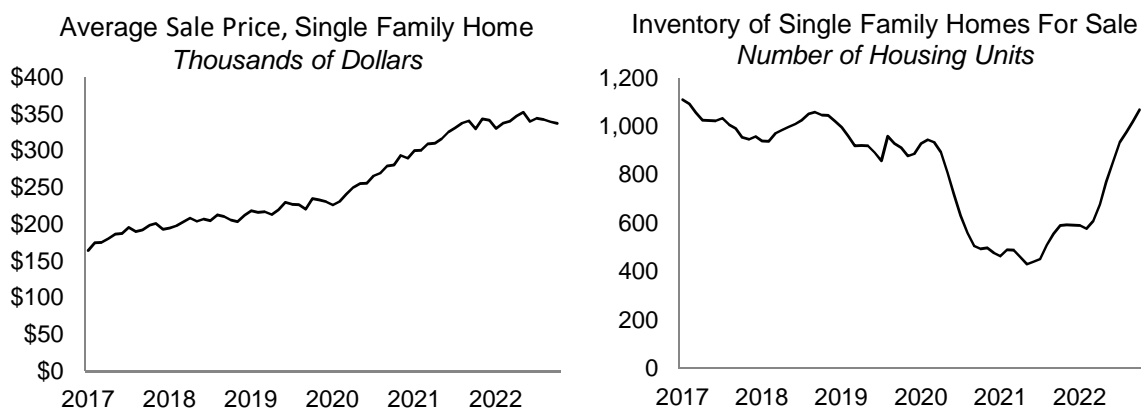 Average Sale Price, Single Family Home
Thousands of Dollars
$400
$350
$300
$250
$200
$150
$100
$50
$0
2017 2018 2019 2020 2021 2022
Inventory of Single Family Homes For Sale
Number of Housing Units
1,200
1,000
800
600
400
200
0
2017 2018 2019 2020 2021 2022